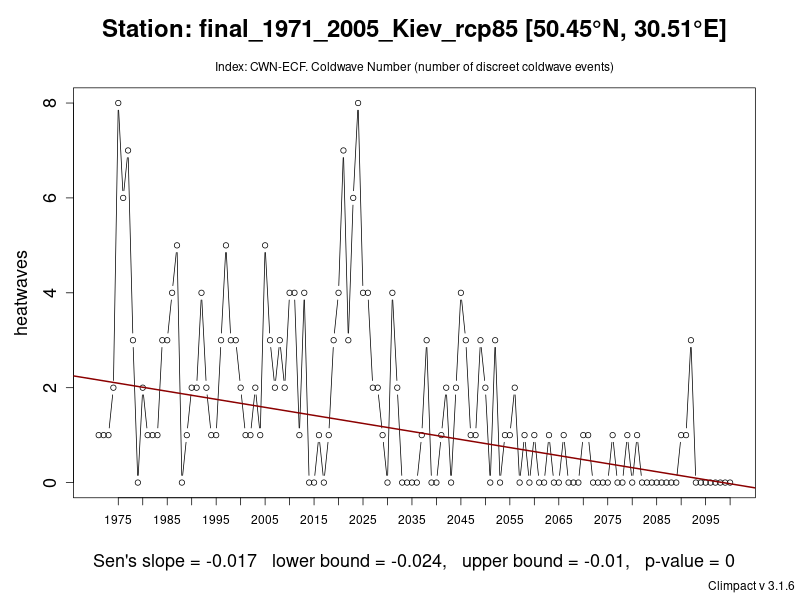 Station: final_1971_2005_Kiev_rcp85 [50.45°N, 30.51°E]
Index: CWN-ECF. Coldwave Number (number of discreet coldwave events)
heatwaves
8
6
4
2
0
1975 1985 1995 2005 2015 2025 2035 2045 2055 2065 2075 2085 2095
Sen's slope = -0.017 lower bound = -0.024, upper bound = -0.01, p-value = 0
Climpact v 3.1.6